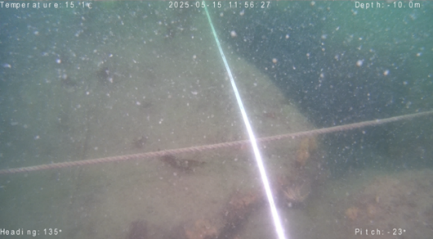 Temperature: 15.1°
2025-05-15 11:56:27
Depth: -10.0m
Heading: 135°
Pitch: -23°